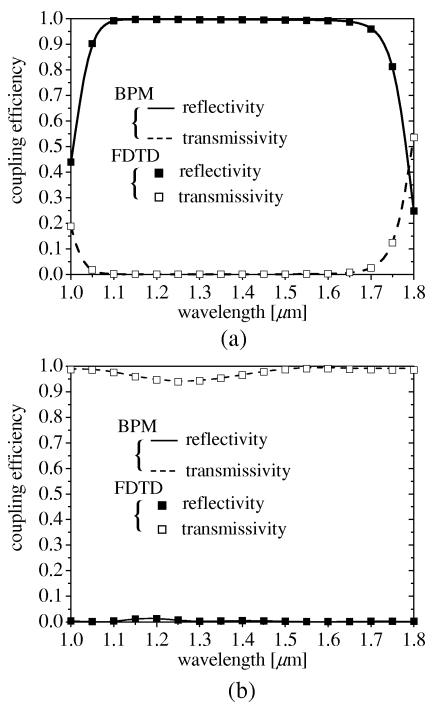 1.0
0.9
0.8
0.7
0.6
0.5
0.4
0.3
0.2
0.1
0.0
coupling efficiency
BPM
reflectivity
transmissivity
FDTD
reflectivity
transmissivity
1.0 1.1 1.2 1.3 1.4 1.5 1.6 1.7 1.8
wavelength [μm]
(a)
1.0
0.9
0.8
0.7
0.6
0.5
0.4
0.3
0.2
0.1
0.0
coupling efficiency
BPM
reflectivity
transmissivity
FDTD
reflectivity
transmissivity
1.0 1.1 1.2 1.3 1.4 1.5 1.6 1.7 1.8
wavelength [μm]
(b)